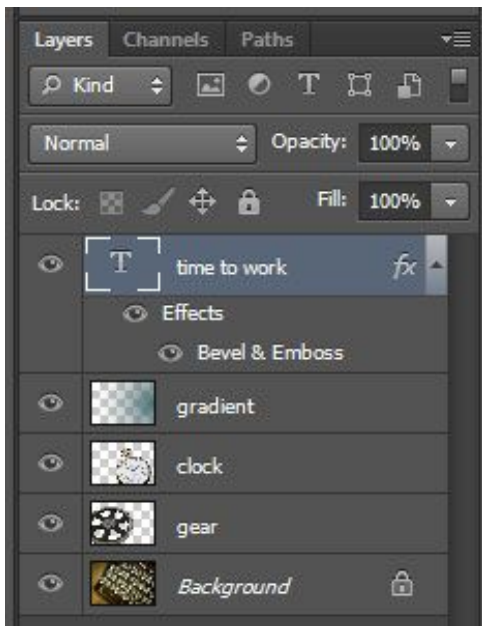 Layers Channels Paths
Kind T
Normal Opacity: 100%
Lock: Fill: 100%
T time to work fx
Effects
Bevel & Emboss
gradient
clock
gear
Background